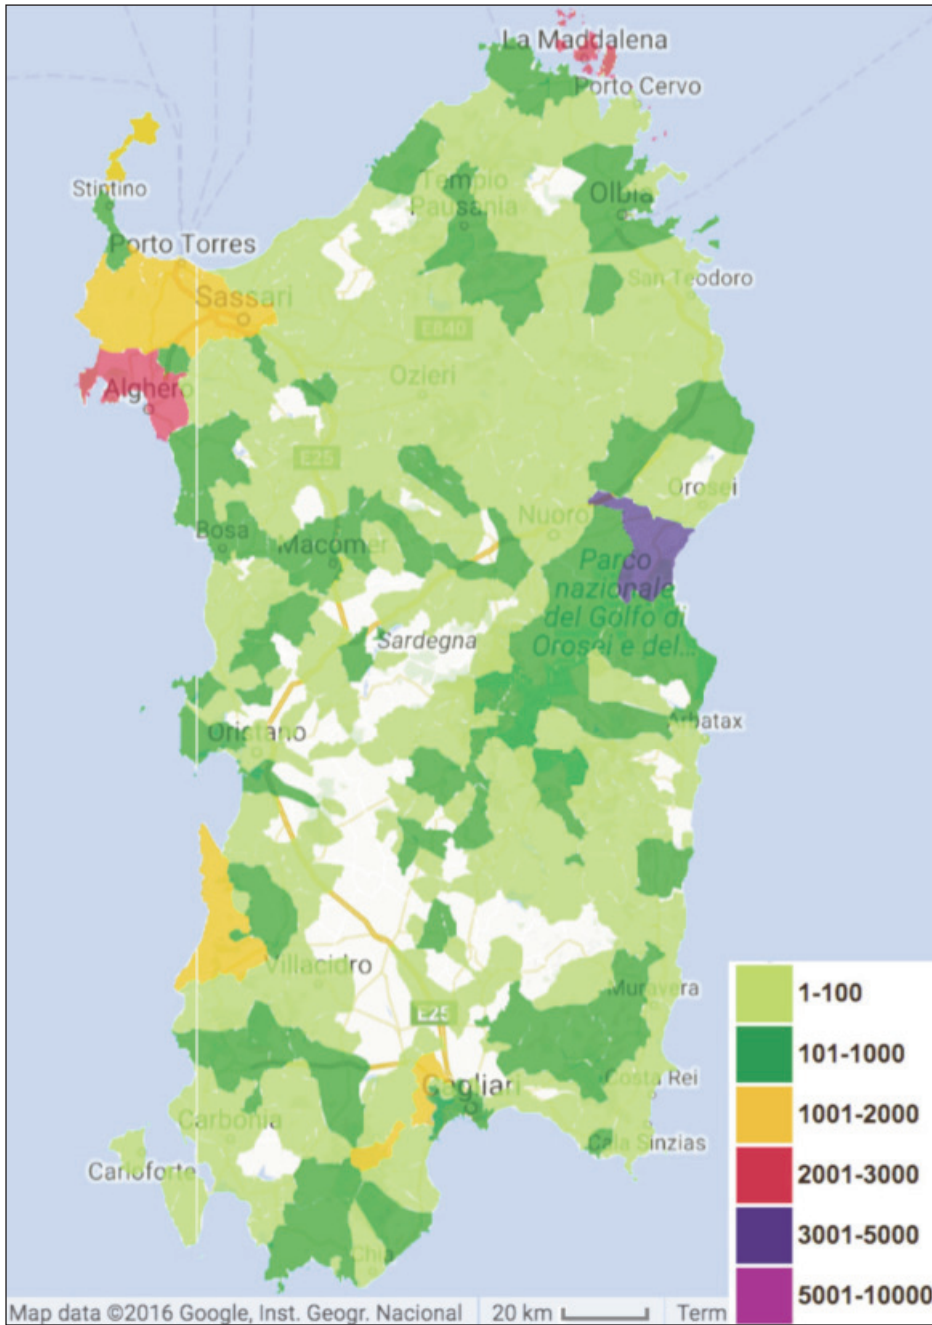 La Maddalena
Porto Cervo
Stintino
Tempio
Pausania
Olbia
Porto Torres
San Teodoro
Sassari
E840
Ozieri
Alghero
E25
Orosei
Nuoro
Bosa
Macomer
Parco
nazionale
del Golfo di
Orosei e del...
Sardegna
Arbatax
Oristano
Villacidro
Muravera
E25
Costa Rei
Cagliari
Carbonia
Cala Sinzias
Carloforte
Chia
1-100
101-1000
1001-2000
2001-3000
3001-5000
5001-10000
Map data ©2016 Google, Inst. Geogr. Nacional 20 km Term